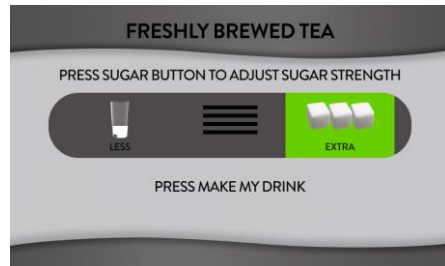 FRESHLY BREWED TEA
PRESS SUGAR BUTTON TO ADJUST SUGAR STRENGTH
LESS
EXTRA
PRESS MAKE MY DRINK